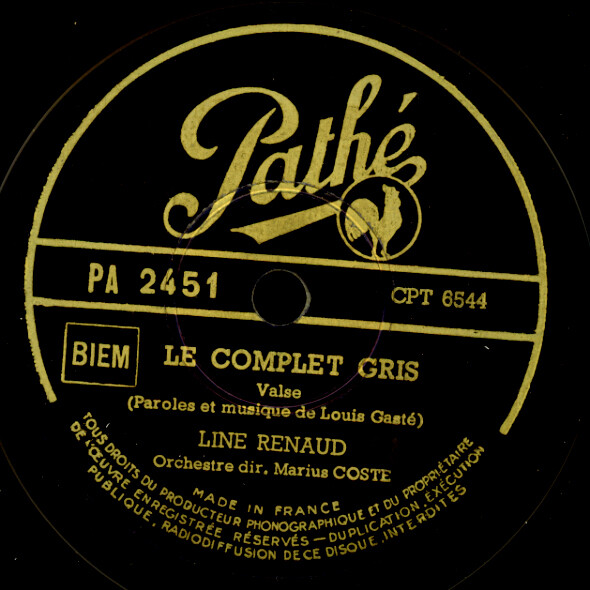 Pathé
PA 2451
CPT 6544
BIEM
LE COMPLET GRIS
Valse
(Paroles et musique de Louis Gasté)
LINE RENAUD
Orchestre dir. Marius COSTE
MADE IN FRANCE
TOUS DROITS DU PRODUCTEUR PHONOGRAPHIQUE ET DU PROPRIÉTAIRE
DE L'ŒUVRE ENREGISTRÉE RÉSERVÉS — DUPLICATION, EXÉCUTION
PUBLIQUE, RADIODIFFUSION DE CE DISQUE INTERDITES